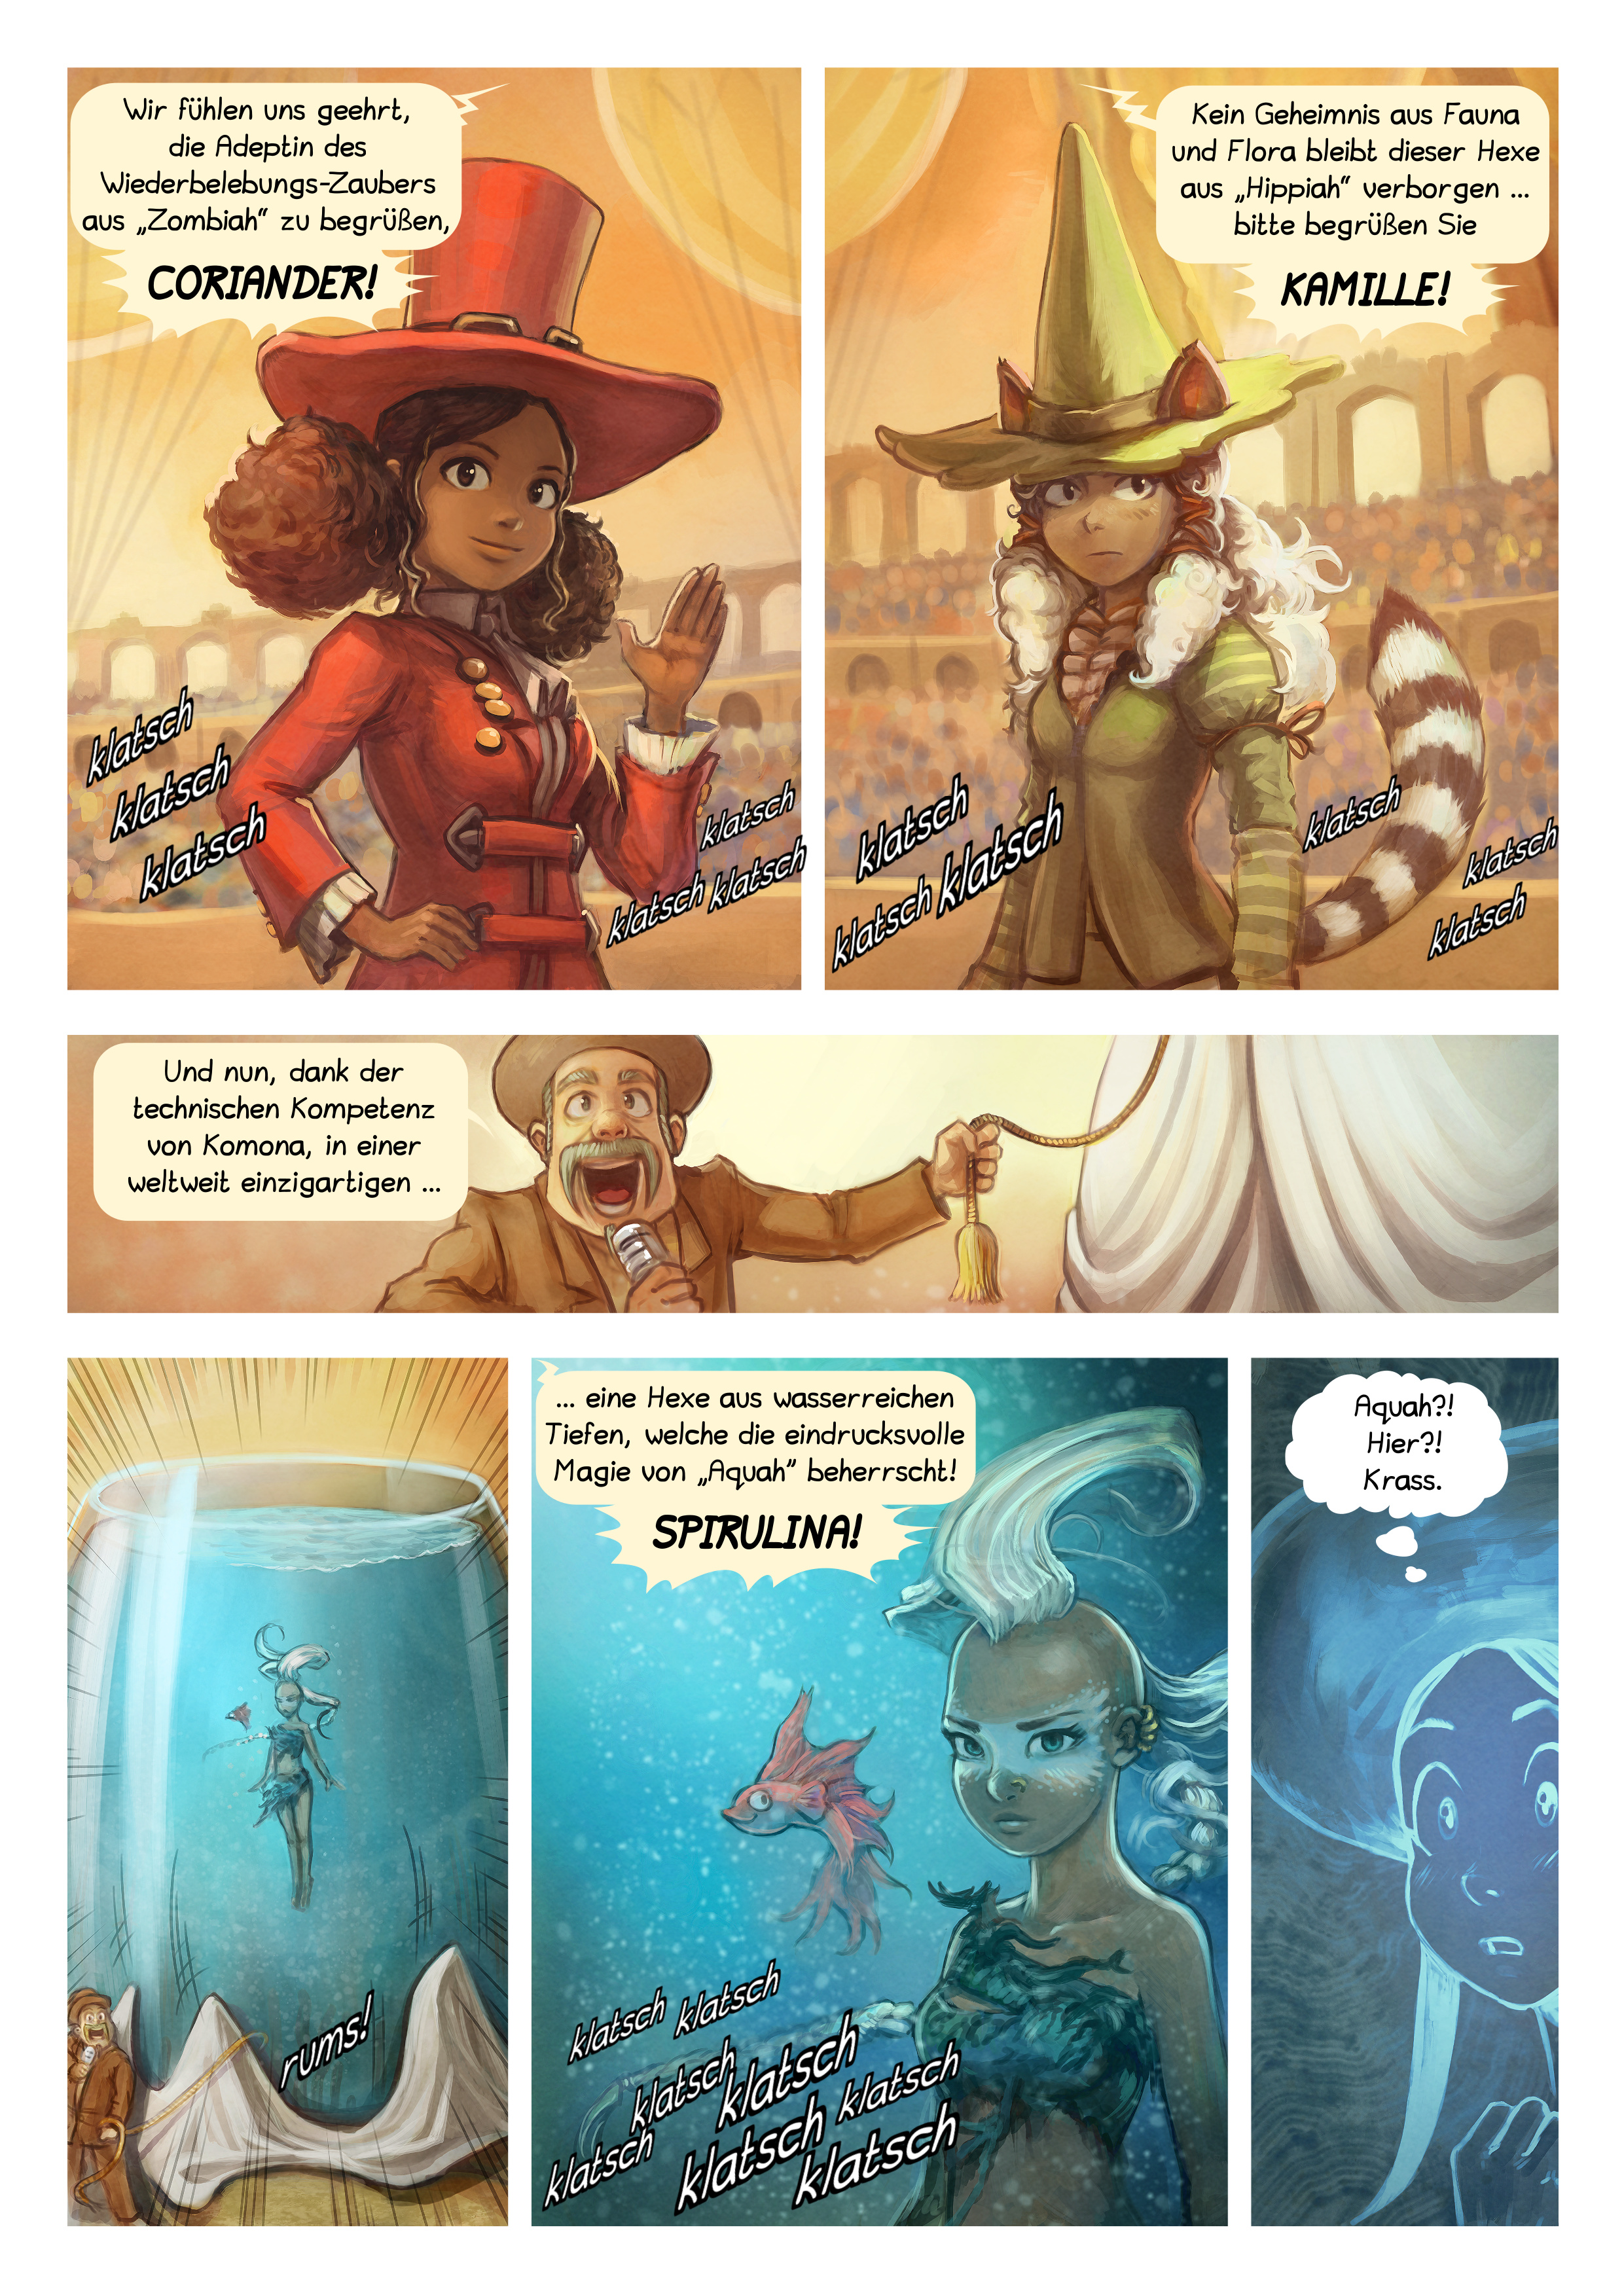 Wir fühlen uns geehrt,
die Adeptin des
Wiederbelebungs-Zaubers
aus „Zombiah“ zu begrüßen,
CORIANDER!
klatsch
klatsch
klatsch
klatsch
klatsch klatsch
Kein Geheimnis aus Fauna
und Flora bleibt dieser Hexe
aus „Hippiah“ verborgen ...
bitte begrüßen Sie
KAMILLE!
klatsch
klatsch klatsch
klatsch
klatsch
klatsch
Und nun, dank der
technischen Kompetenz
von Komona, in einer
weltweit einzigartigen ...
rums!
... eine Hexe aus wasserreichen
Tiefen, welche die eindrucksvolle
Magie von „Aquah” beherrscht!
SPIRULINA!
klatsch klatsch
klatsch klatsch
klatsch klatsch klatsch
klatsch
Aquah?!
Hier?!
Krass.